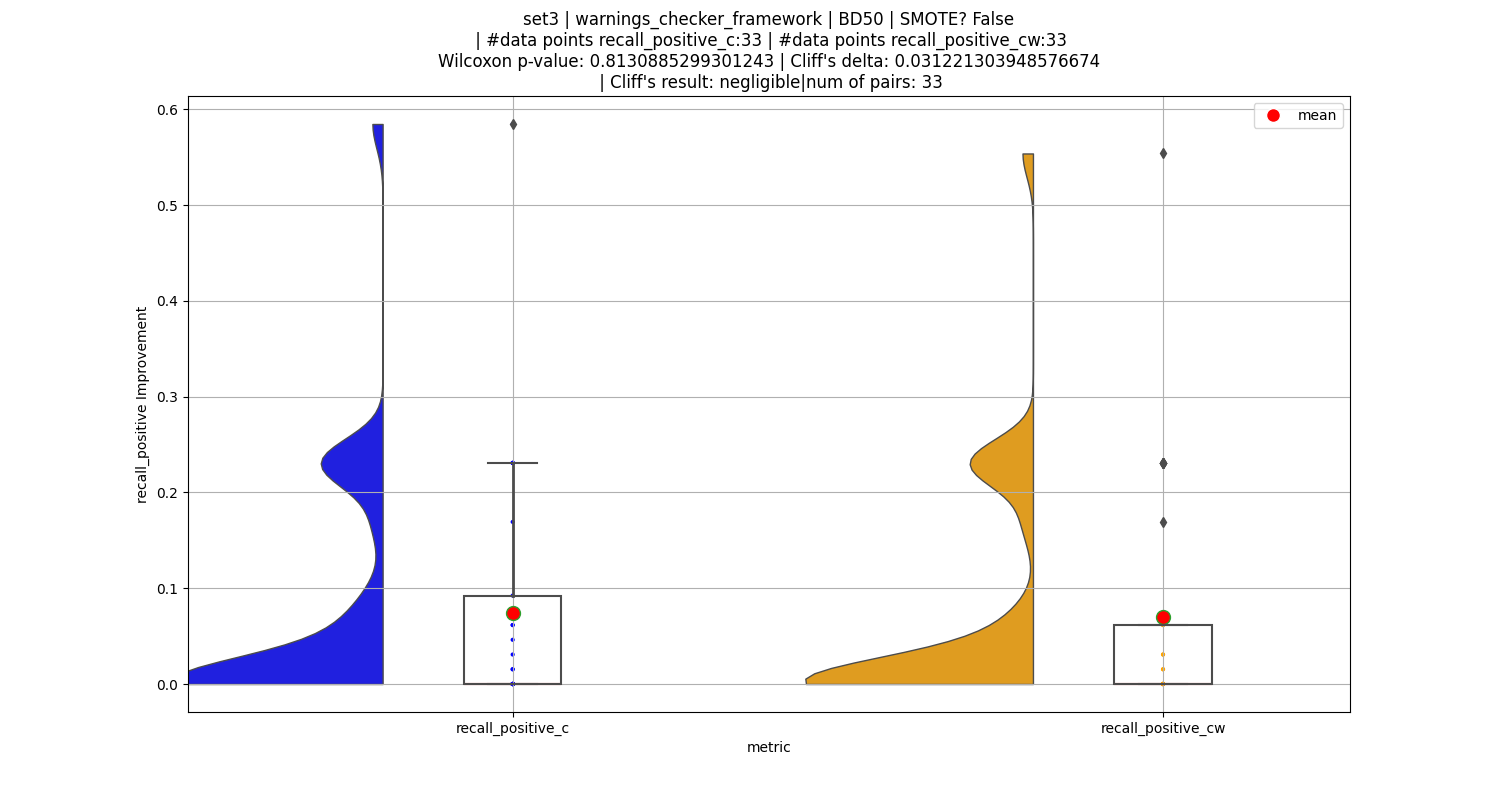 set3 | warnings_checker_framework | BD50 | SMOTE? False
| #data points recall_positive_c:33 | #data points recall_positive_cw:33
Wilcoxon p-value: 0.8130885299301243 | Cliff's delta: 0.031221303948576674
| Cliff's result: negligible|num of pairs: 33
mean
0.6
0.5
0.4
0.3
0.2
0.1
0.0
recall_positive Improvement
recall_positive_c
recall_positive_cw
metric